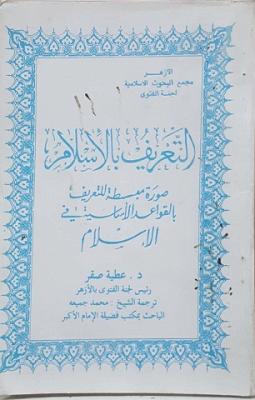 الأزهر
مجمع البحوث الاسلامية
لجنة الفتوى
التعريف بالإسلام
صورة مبسطة للتعريف
بالقواعد الأساسية في
الإسلام
د. عطية صقر
رئيس لجنة الفتوى بالأزهر
ترجمة الشيخ: محمد جميعه
الباحث بمكتب فضيلة الإمام الأكبر